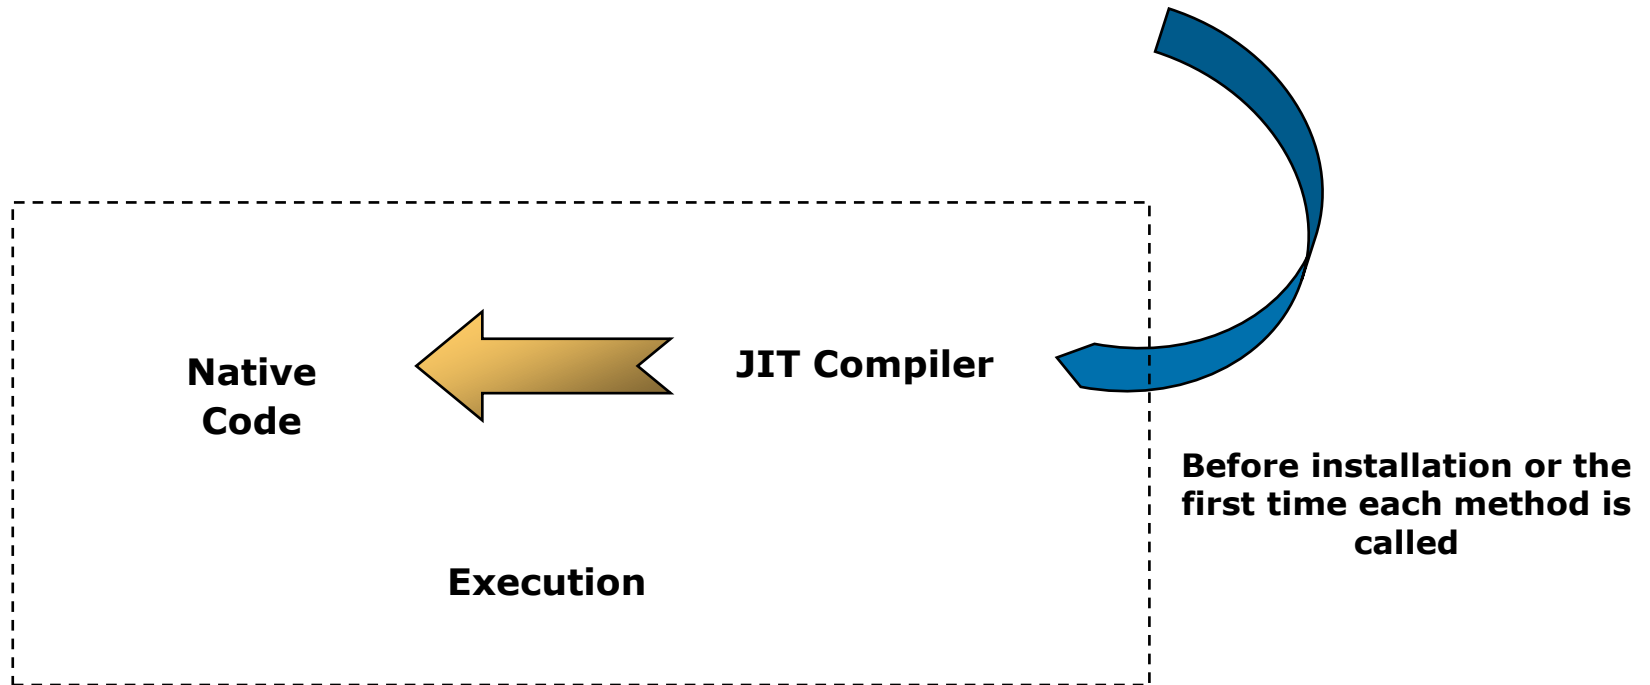 Native
Code
JIT Compiler
Before installation or the
first time each method is
called
Execution